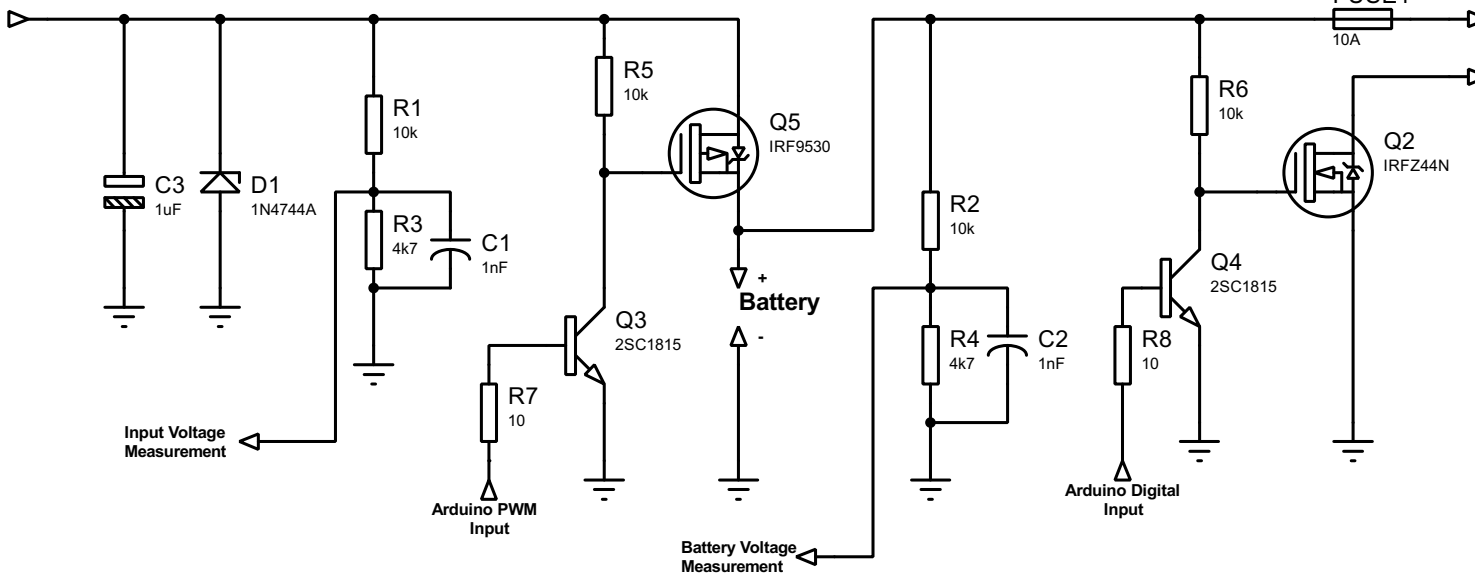 10A
R5
10k
R1
10k
Q5
IRF9530
R6
10k
Q2
IRFZ44N
C3
1uF
D1
1N4744A
R3
4k7
C1
1nF
R2
10k
+
Battery
-
Q4
2SC1815
Q3
2SC1815
R4
4k7
C2
1nF
R8
10
R7
10
Input Voltage
Measurement
Arduino PWM
Input
Arduino Digital
Input
Battery Voltage
Measurement